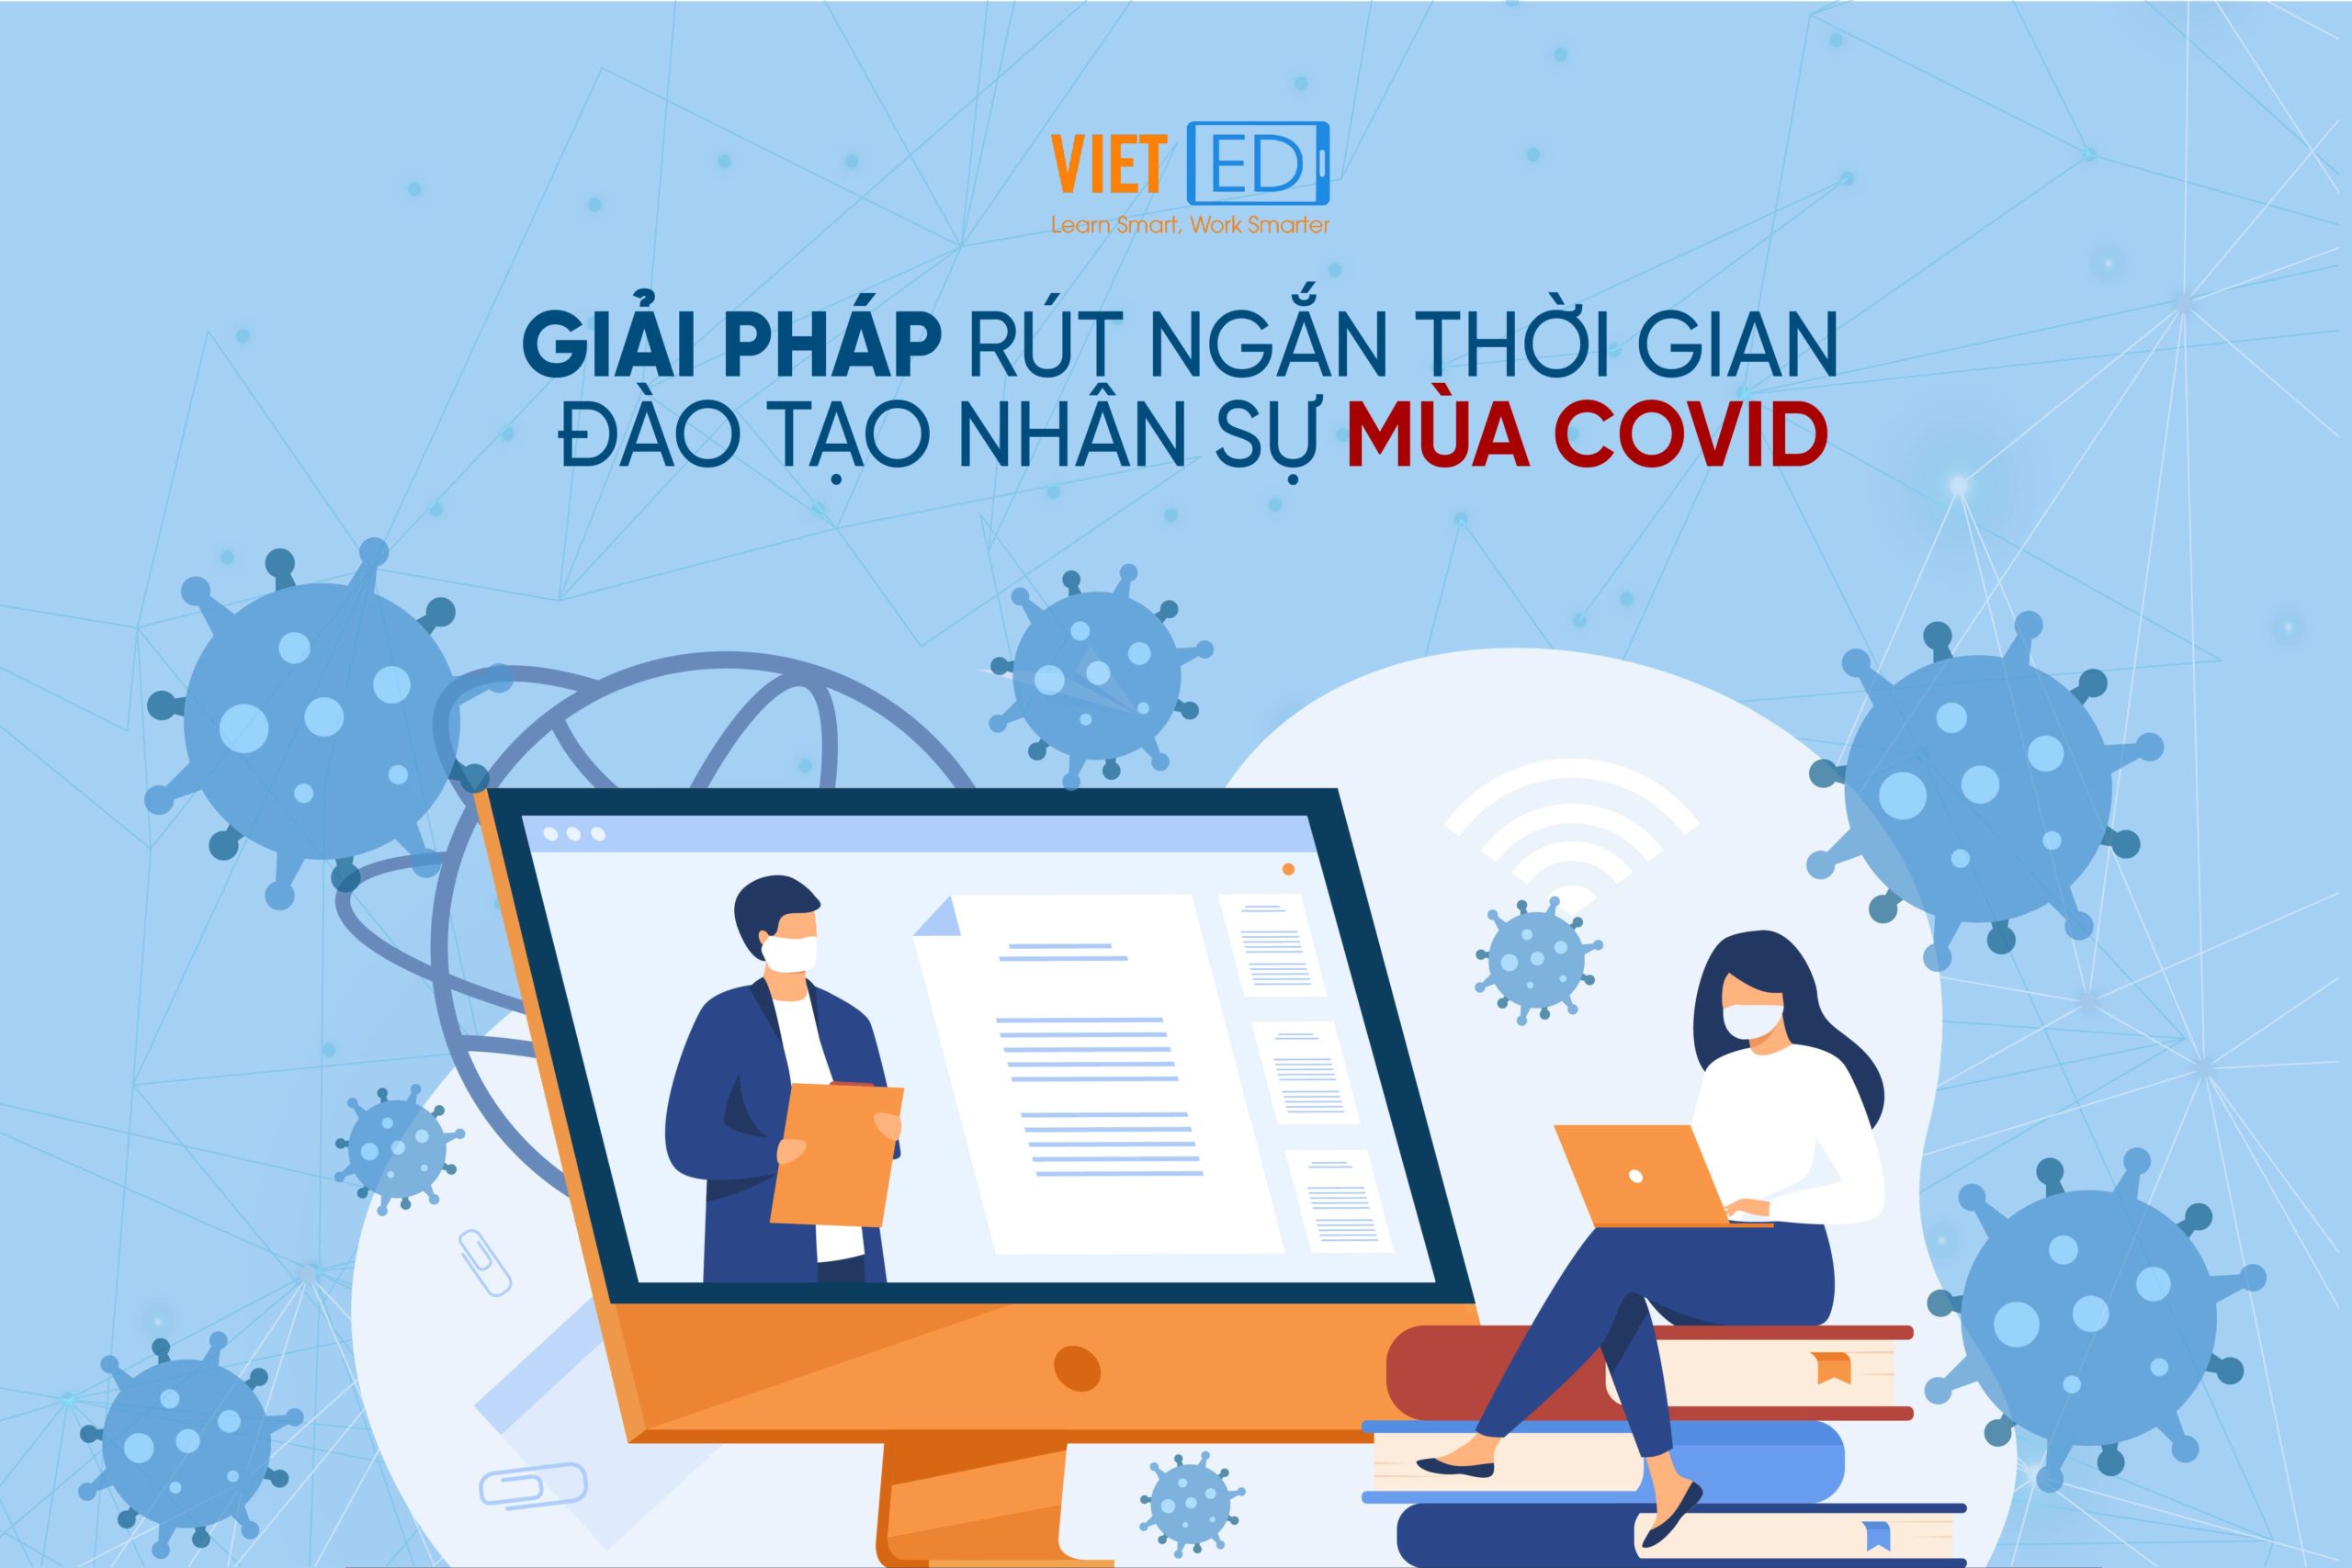 VIET ED
Learn Smart, Work Smarter
GIẢI PHÁP RÚT NGẮN THỜI GIAN
ĐÀO TẠO NHÂN SỰ MÙA COVID